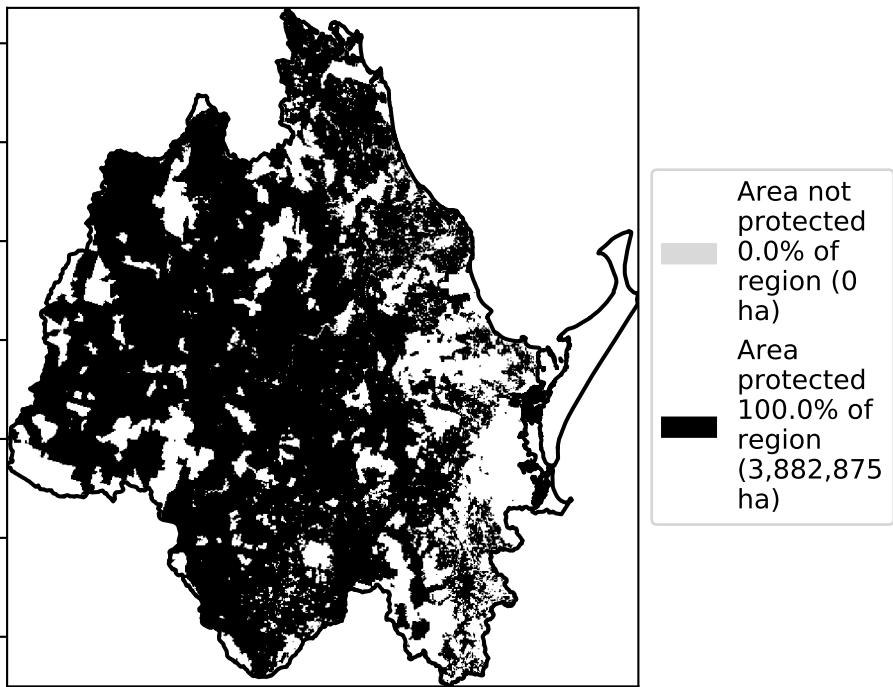 Area not
protected
0.0% of
region (0
ha)
Area
protected
100.0% of
region
(3,882,875
ha)